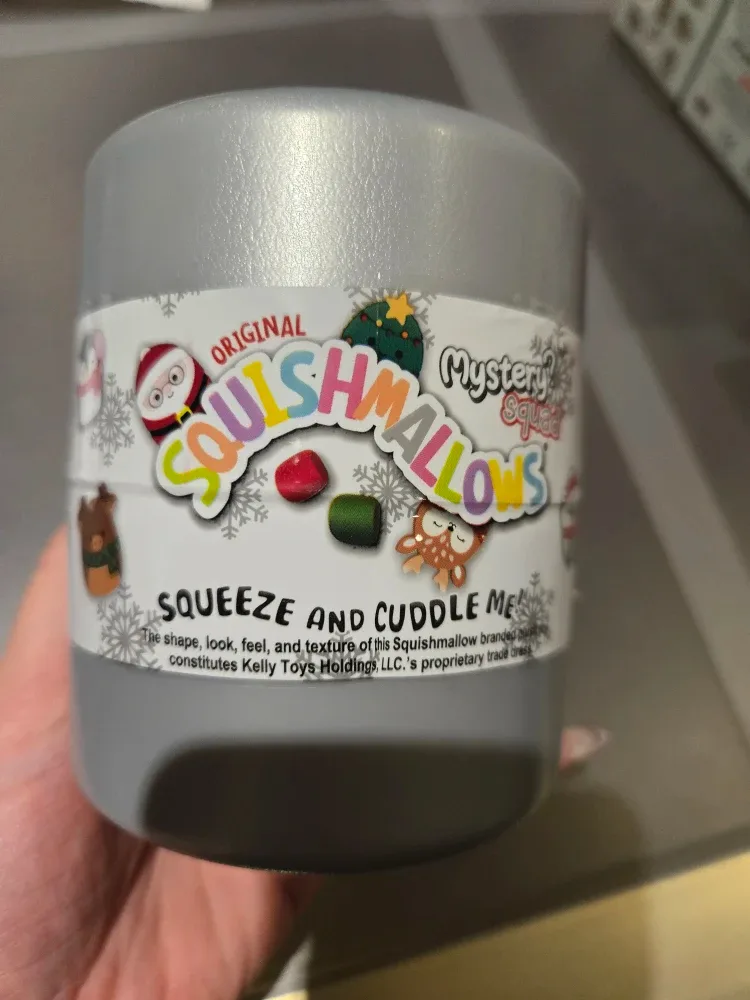 ORIGINAL
SQUISHMALLOWS
Mystery
Squad
SQUEEZE AND CUDDLE ME!
The shape, look, feel, and texture of this Squishmallow branded
constitutes Kelly Toys Holdings, LLC.'s proprietary trade dress.